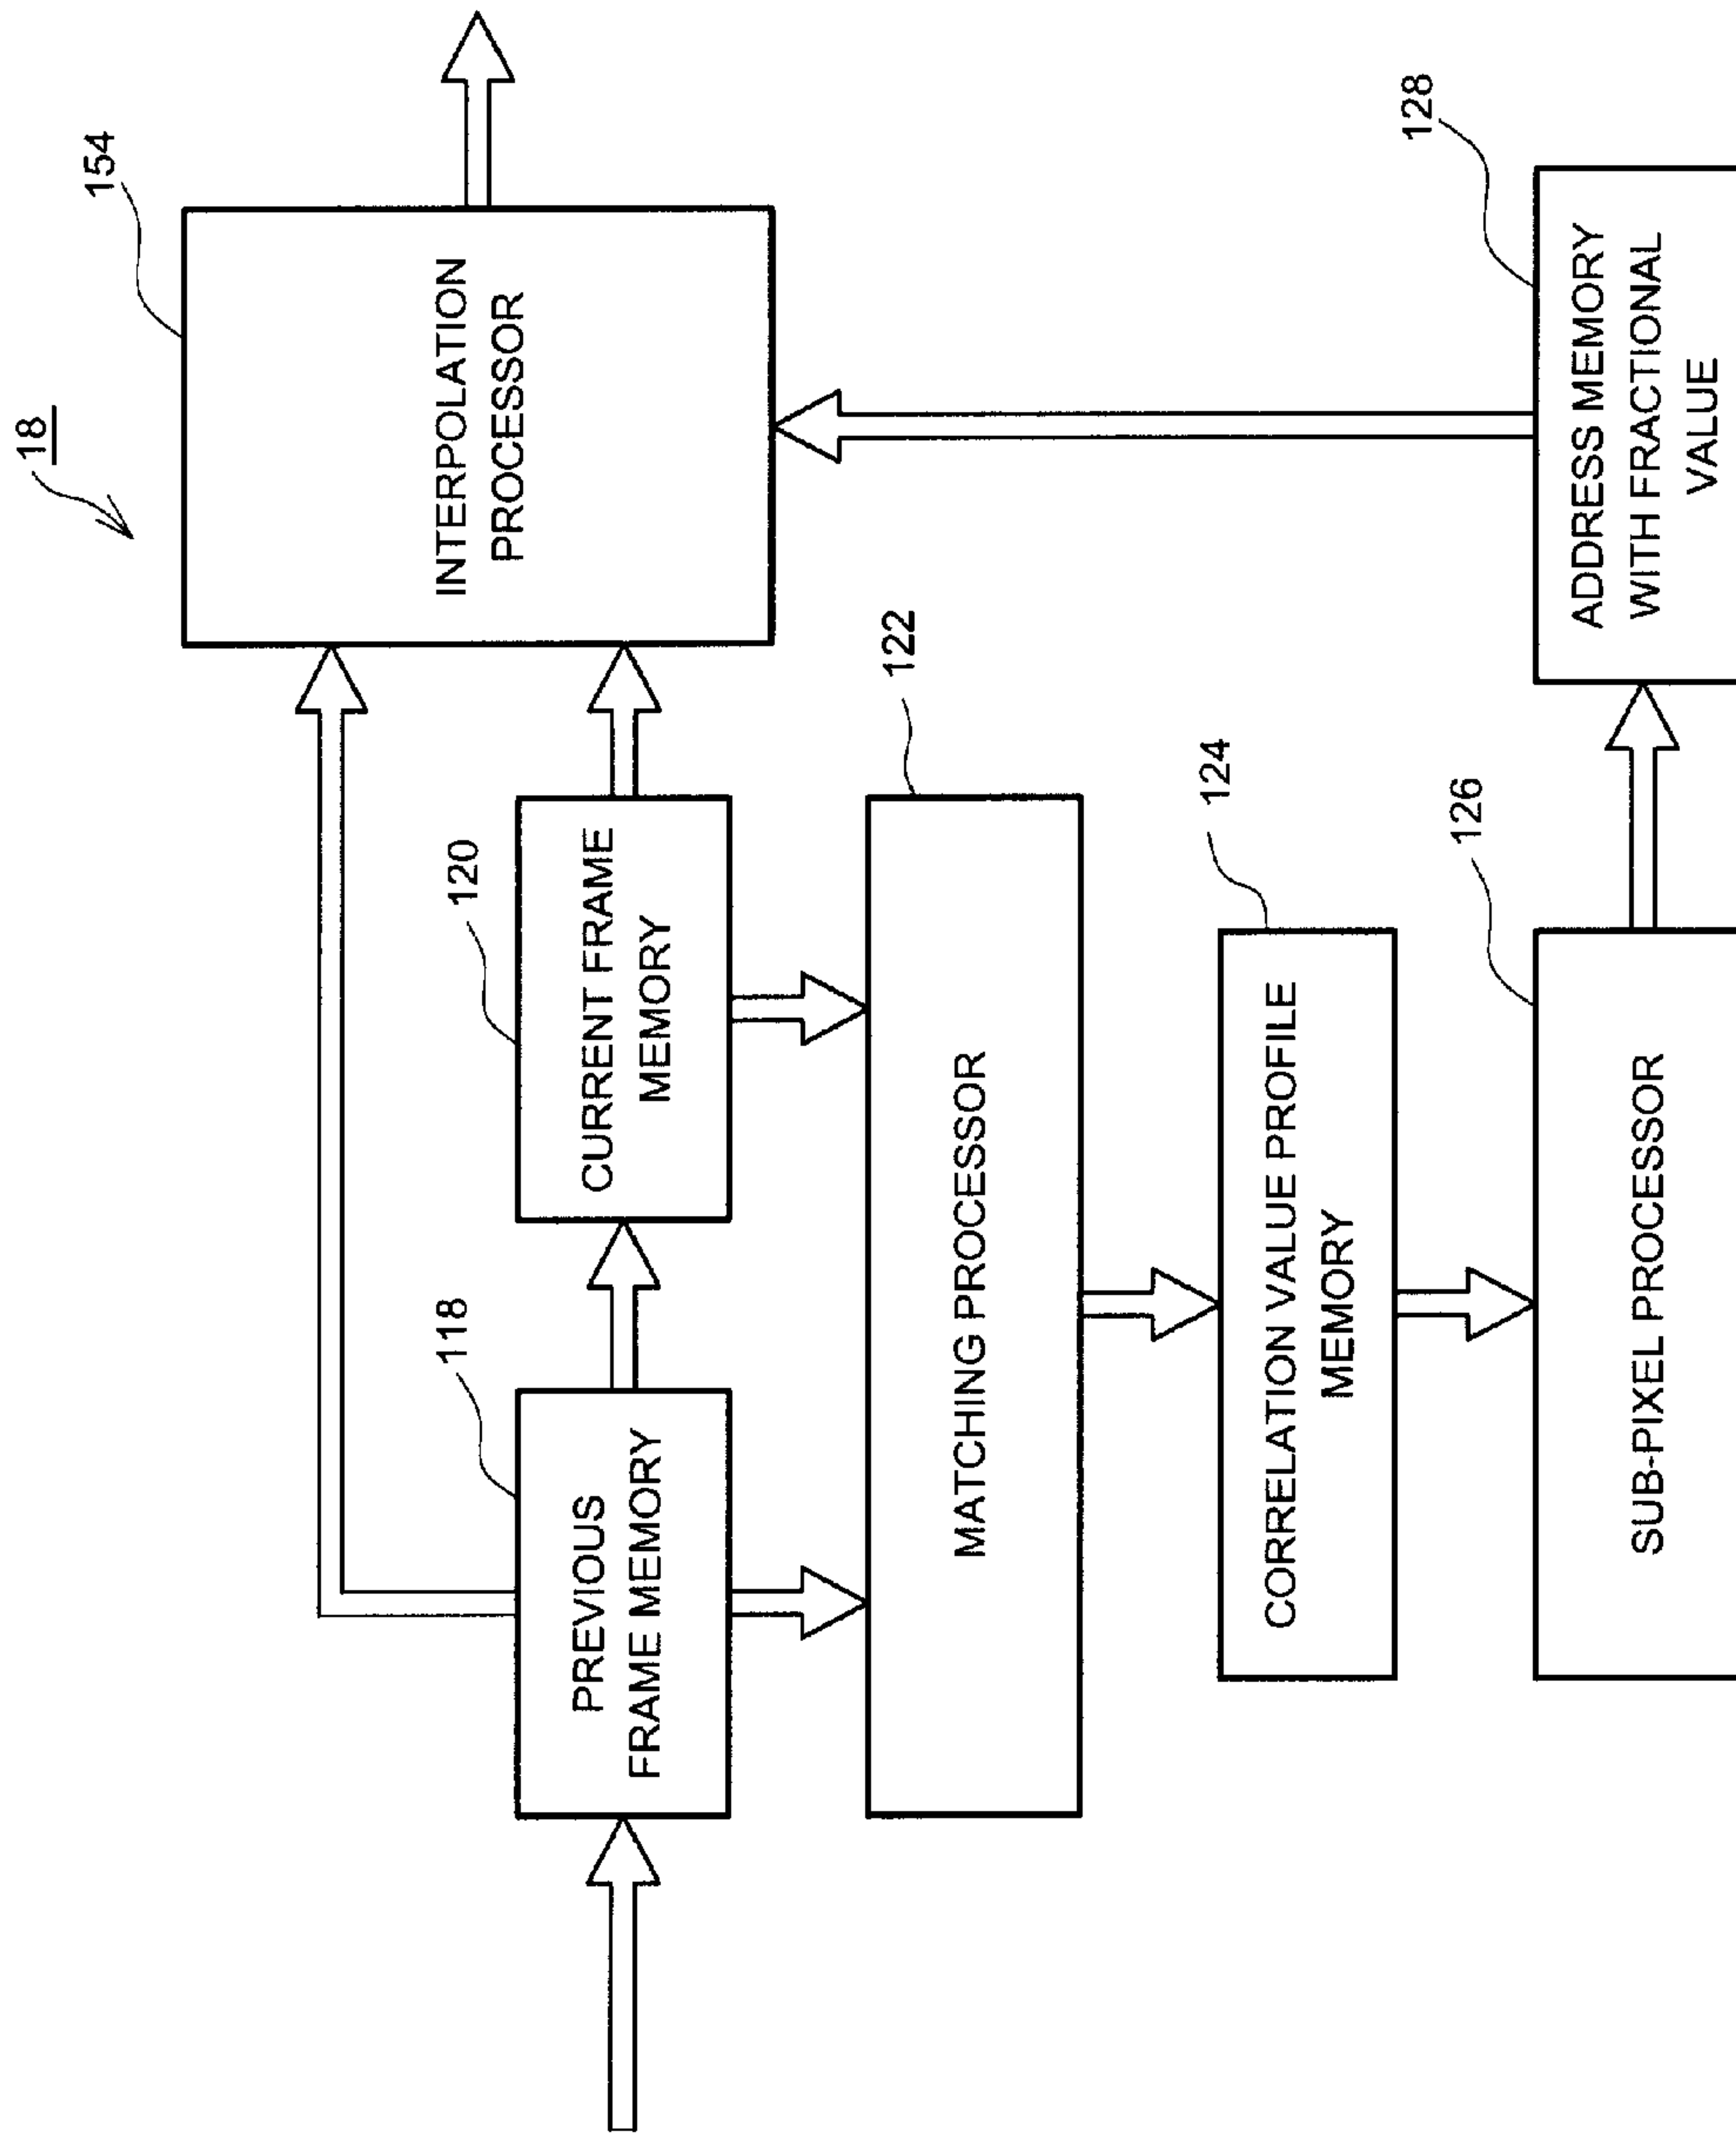 18
154
INTERPOLATION
PROCESSOR
118
PREVIOUS
FRAME MEMORY
120
CURRENT FRAME
MEMORY
122
MATCHING PROCESSOR
124
CORRELATION VALUE PROFILE
MEMORY
126
SUB-PIXEL PROCESSOR
128
ADDRESS MEMORY
WITH FRACTIONAL
VALUE